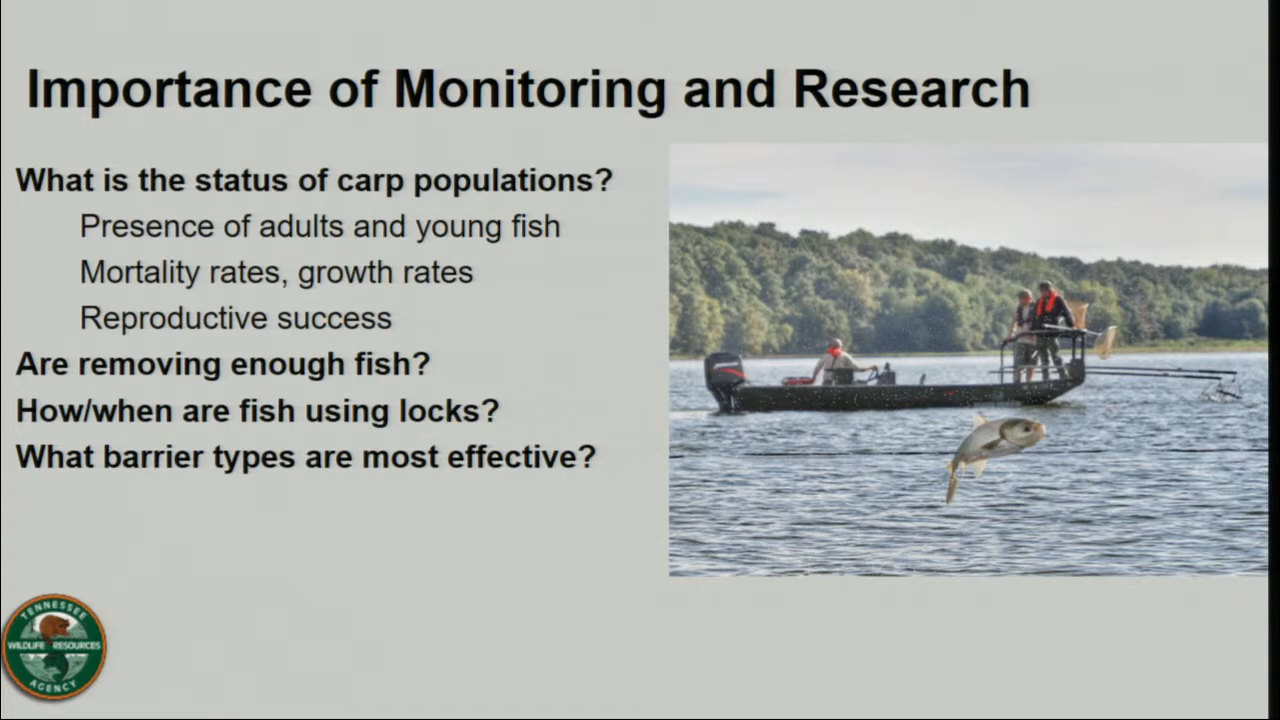 Importance of Monitoring and Research
What is the status of carp populations?
Presence of adults and young fish
Mortality rates, growth rates
Reproductive success
Are removing enough fish?
How/when are fish using locks?
What barrier types are most effective?
TENNESSEE
WILDLIFE RESOURCES
AGENCY